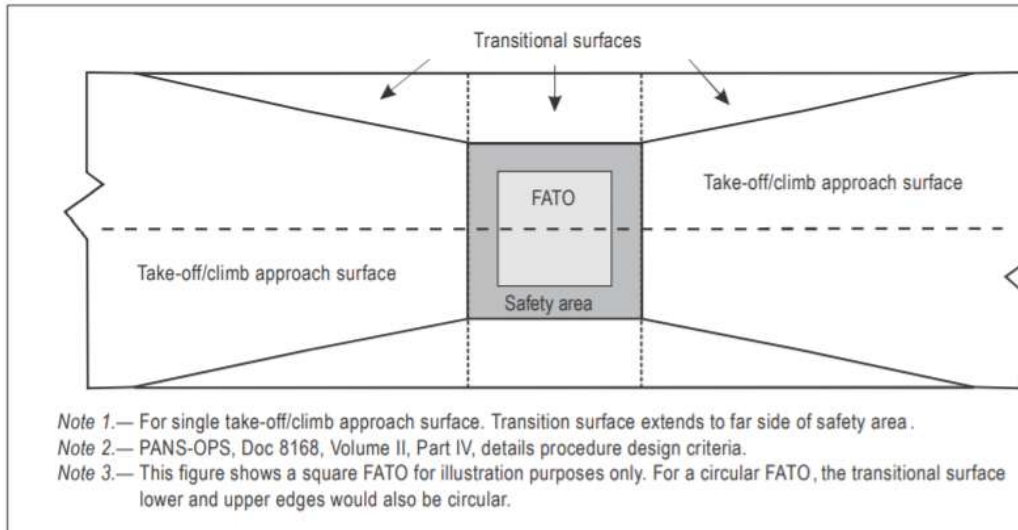 Transitional surfaces
Take-off/climb approach surface
FATO
Take-off/climb approach surface
Safety area
Note 1.— For single take-off/climb approach surface. Transition surface extends to far side of safety area.
Note 2.— PANS-OPS, Doc 8168, Volume II, Part IV, details procedure design criteria.
Note 3.— This figure shows a square FATO for illustration purposes only. For a circular FATO, the transitional surface
lower and upper edges would also be circular.